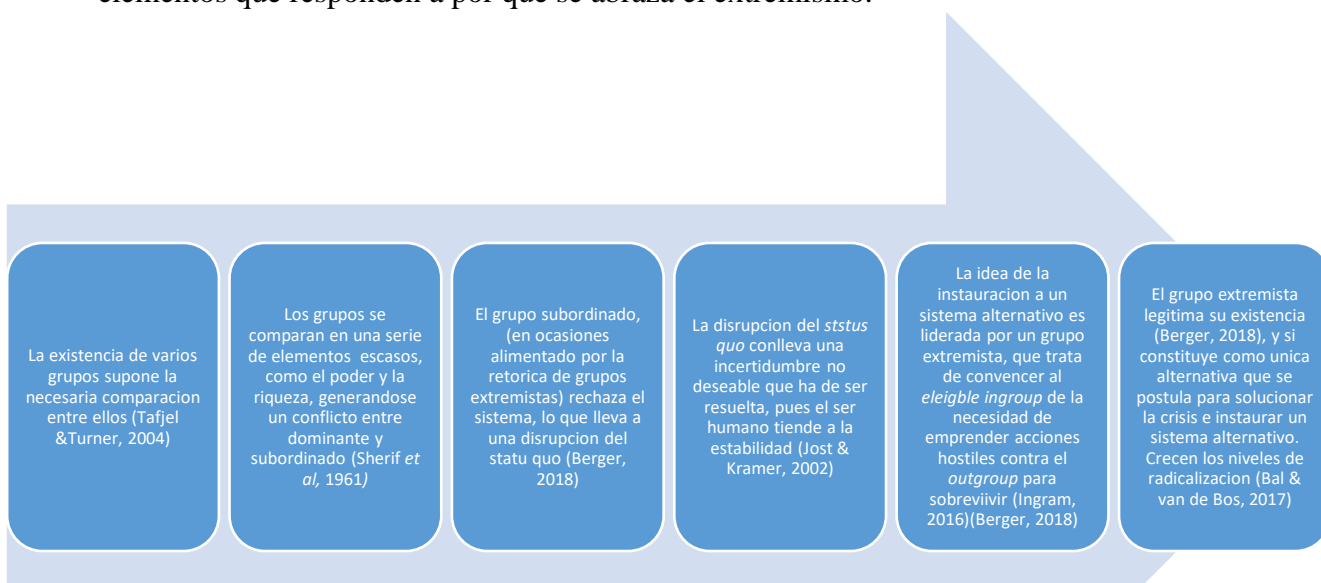 elementos que responden a por qué se abraza el extremismo:
La existencia de varios
grupos supone la
necesaria comparacion
entre ellos (Tafjel
&Turner, 2004)
Los grupos se
comparan en una serie
de elementos escasos,
como el poder y la
riqueza, generandose
un conflicto entre
dominante y
subordinado (Sherif et
al, 1961)
El grupo subordinado,
(en ocasiones
alimentado por la
retorica de grupos
extremistas) rechaza el
sistema, lo que lleva a
una disrupcion del
statu quo (Berger,
2018)
La disrupcion del ststus
quo conlleva una
incertidumbre no
deseable que ha de ser
resuelta, pues el ser
humano tiende a la
estabilidad (Jost &
Kramer, 2002)
La idea de la
instauracion a un
sistema alternativo es
liderada por un grupo
extremista, que trata
de convencer al
eleigble ingroup de la
necesidad de
emprender acciones
hostiles contra el
outgroup para
sobreviivir (Ingram,
2016)(Berger, 2018)
El grupo extremista
legitima su existencia
(Berger, 2018), y si
constituye como unica
alternativa que se
postula para solucionar
la crisis e instaurar un
sistema alternativo.
Crecen los niveles de
radicalizacion (Bal &
van de Bos, 2017)